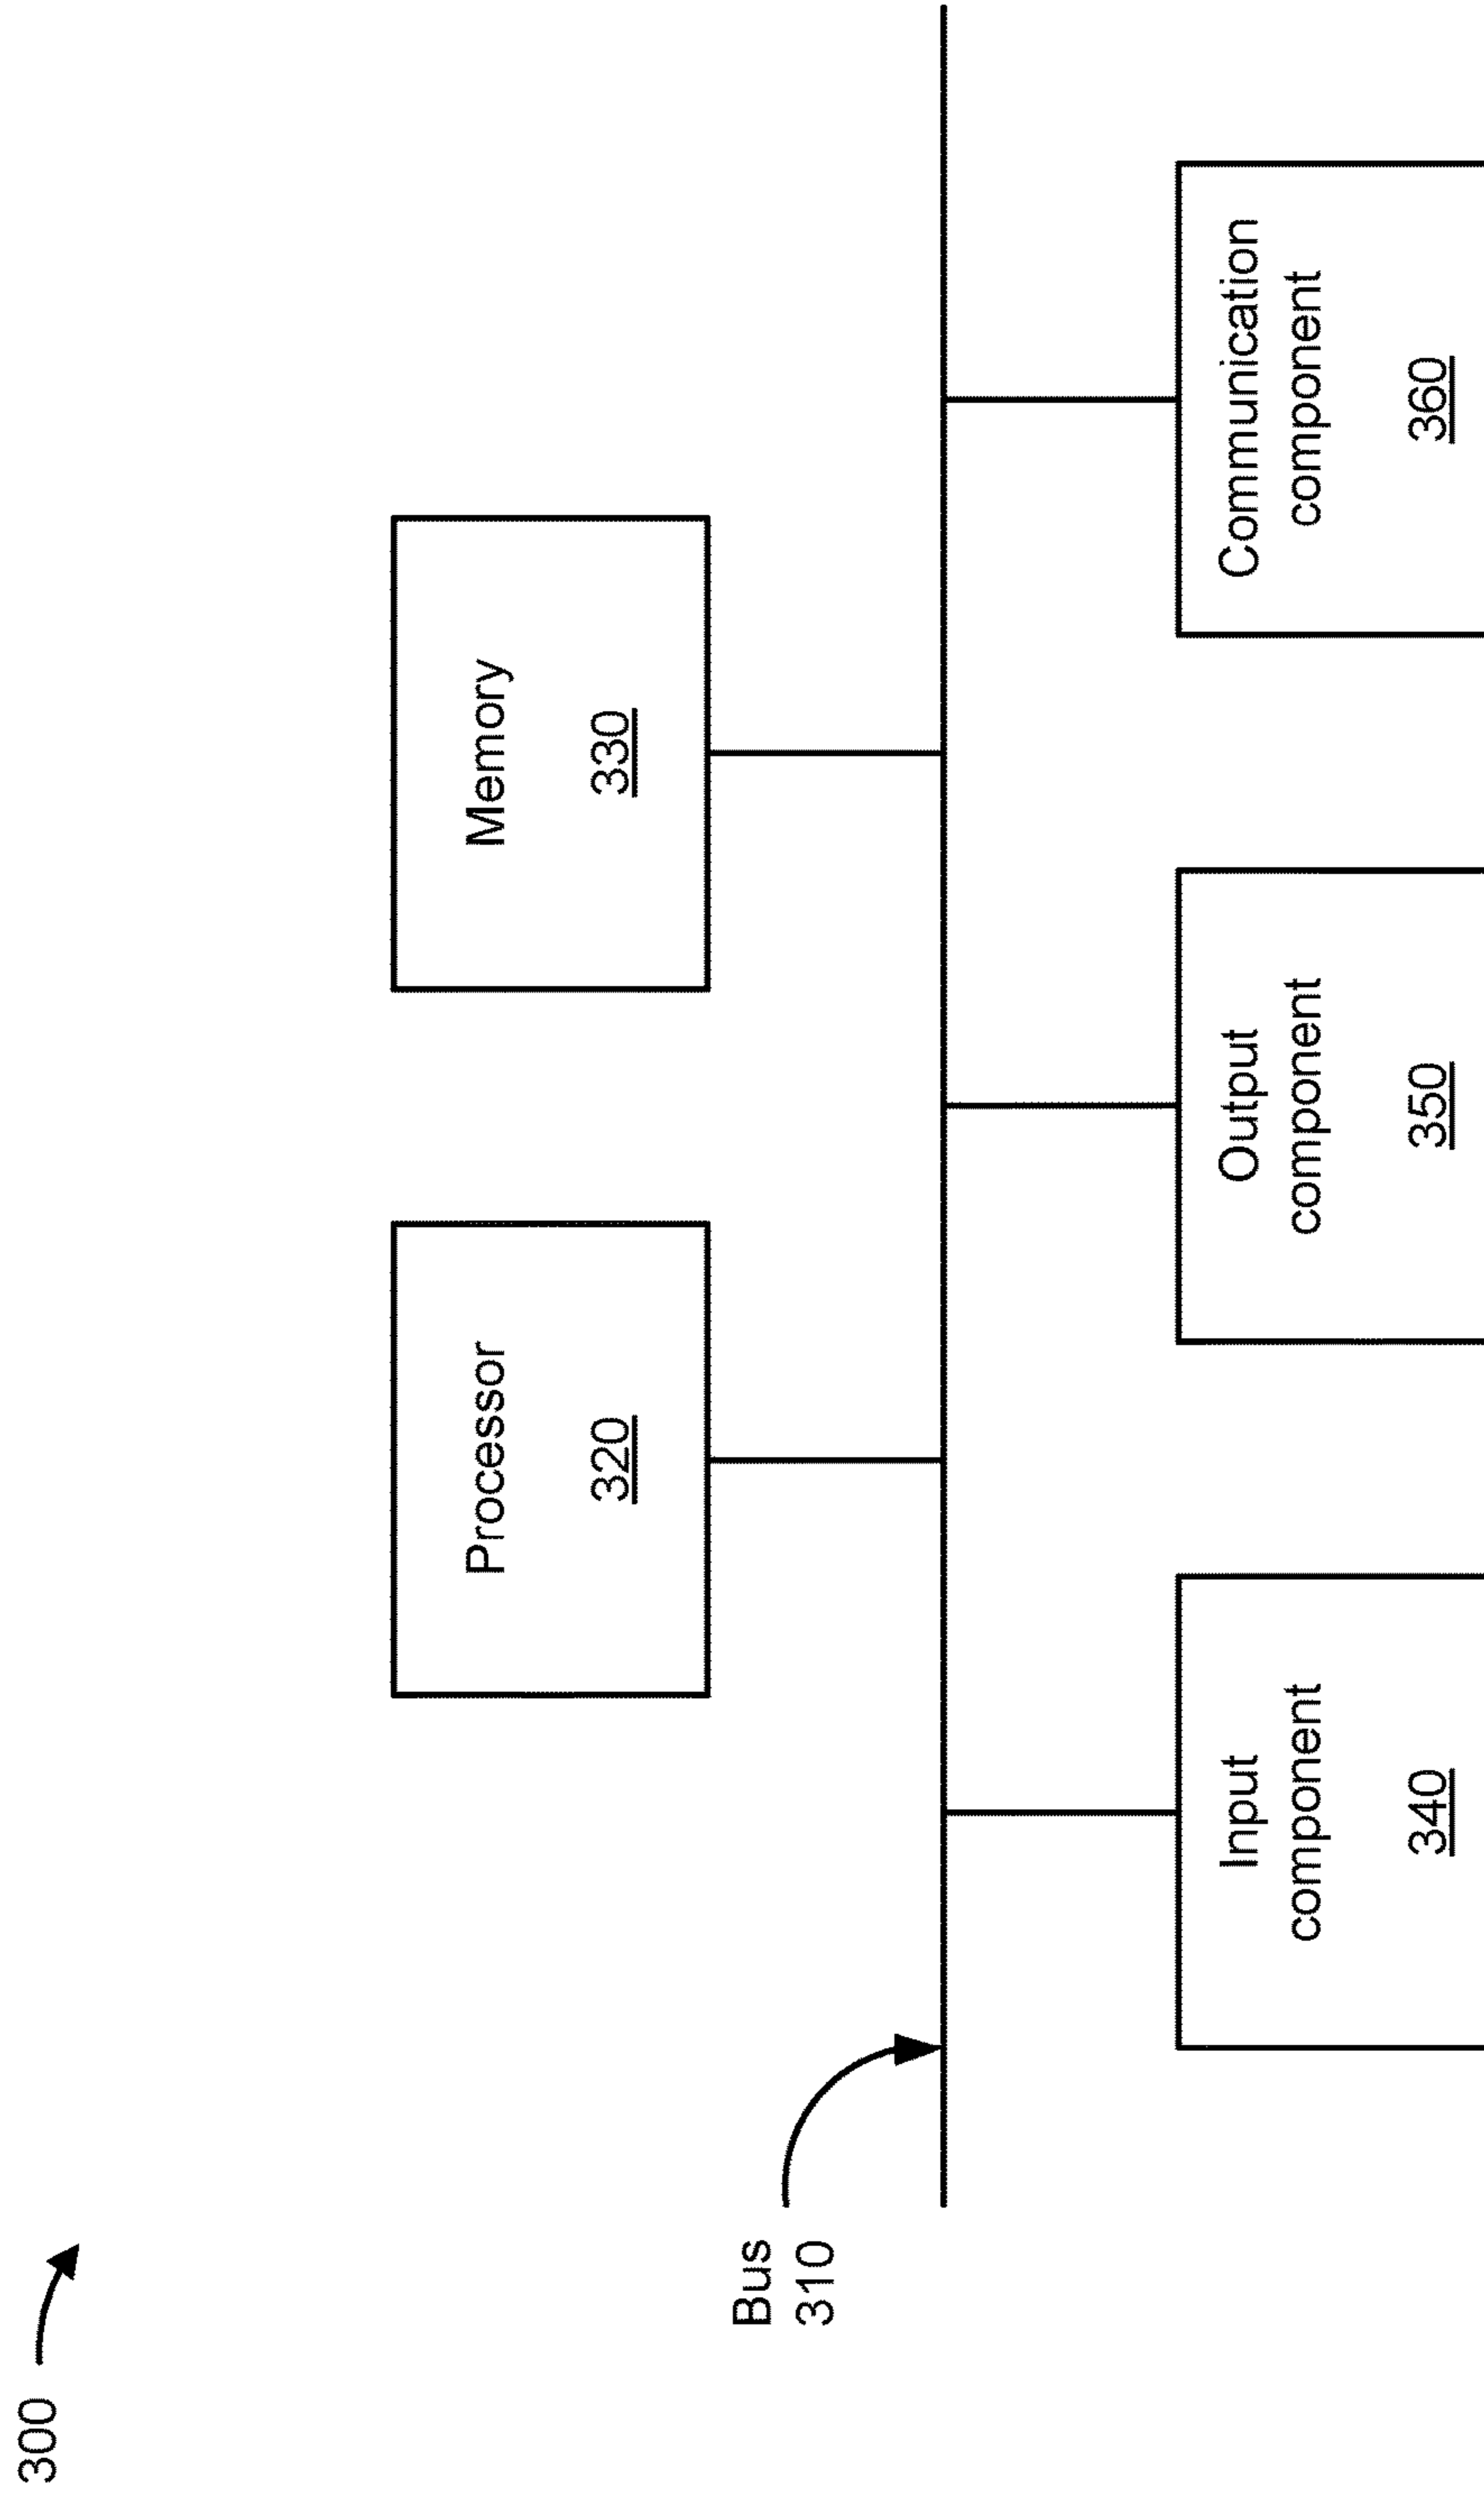 300
Processor
320
Memory
330
Bus
310
Input
component
340
Output
component
350
Communication
component
360